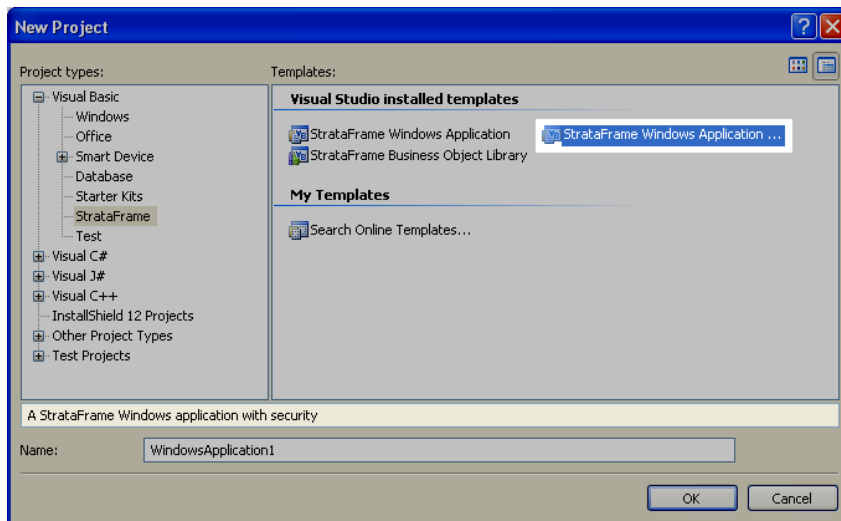 New Project
Project types:
Templates:
Visual Basic
Windows
Office
Smart Device
Database
Starter Kits
StrataFrame
Test
Visual C#
Visual J#
Visual C++
InstallShield 12 Projects
Other Project Types
Test Projects
Visual Studio installed templates
StrataFrame Windows Application
StrataFrame Windows Application ...
StrataFrame Business Object Library
My Templates
Search Online Templates...
A StrataFrame Windows application with security
Name:
WindowsApplication1
OK
Cancel